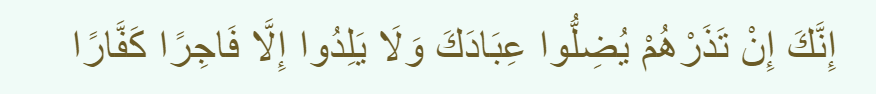 إِنَّكَ إِنْ تَذَرْهُمْ يُضِلُّوا عِبَادَكَ وَلَا يَلِدُوا إِلَّا فَاجِرًا كَفَّارًا